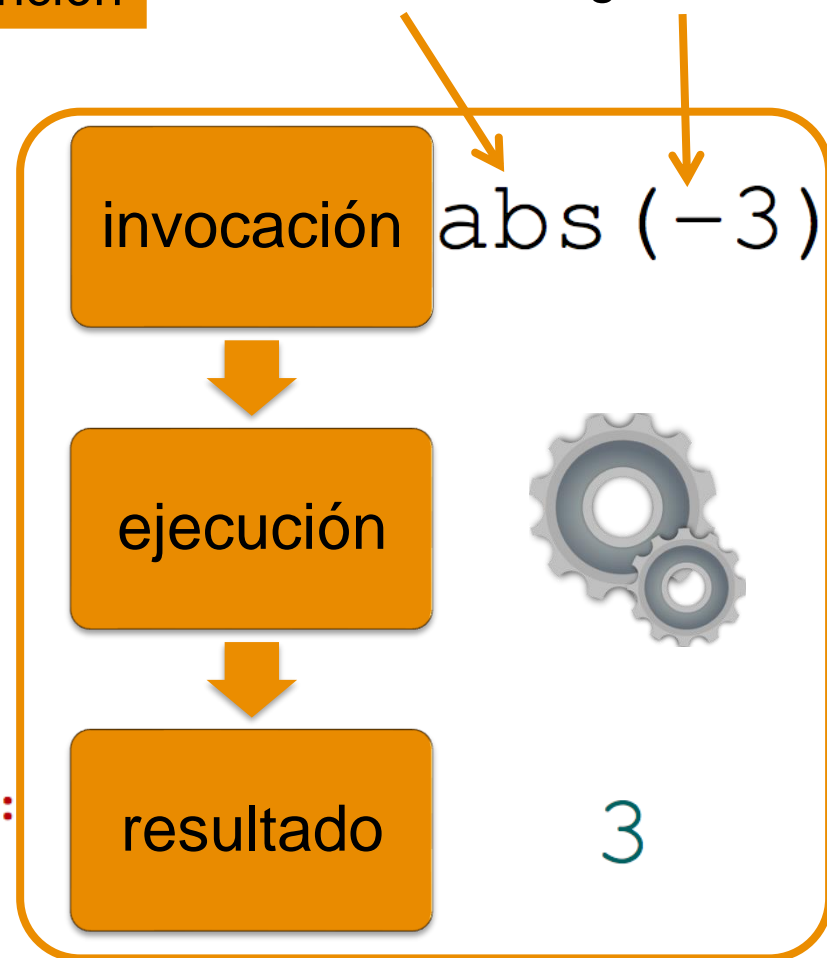 invocación abs(-3)
ejecución
:
resultado 3